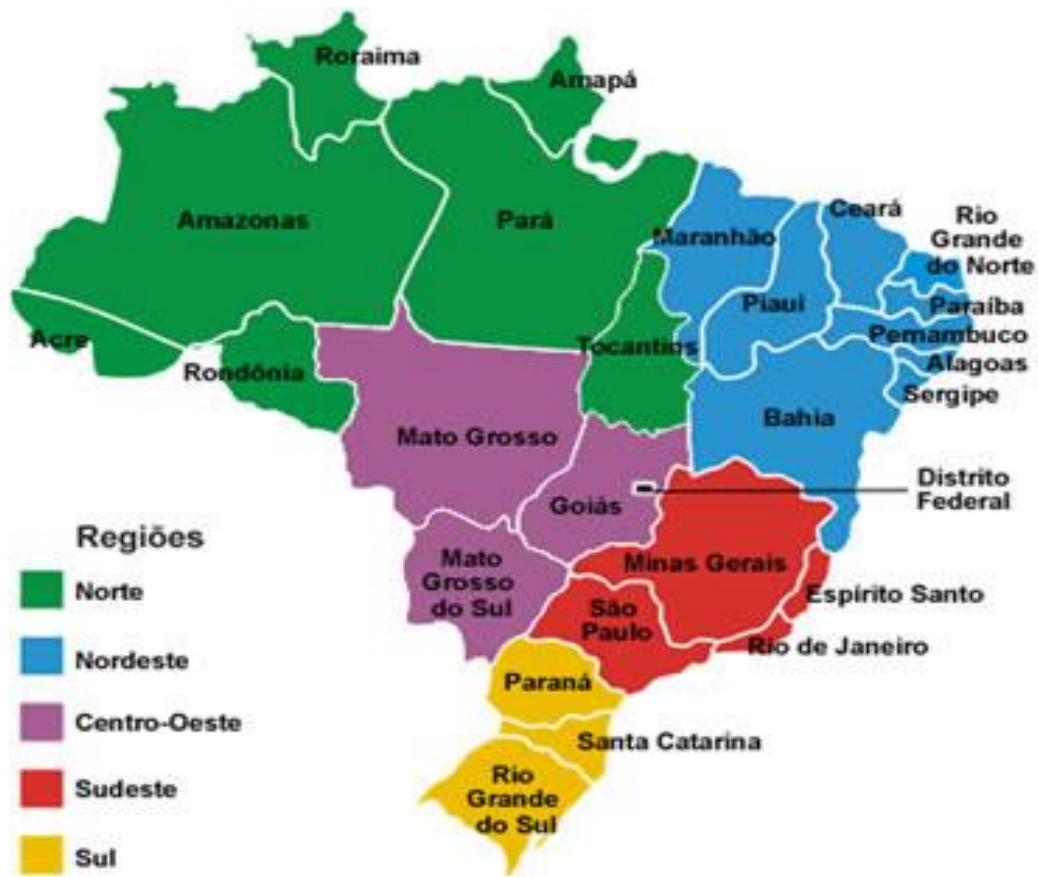 Roraima
Amapá
Amazonas
Pará
Maranhão
Ceará
Rio
Grande
do Norte
Piaui
Paraíba
Pernambuco
Alagoas
Sergipe
Acre
Rondônia
Tocantins
Bahia
Mato Grosso
Goiás
Distrito
Federal
Mato
Grosso
do Sul
Minas Gerais
Espírito Santo
São
Paulo
Rio de Janeiro
Paraná
Santa Catarina
Rio
Grande
do Sul
Regiões
Norte
Nordeste
Centro-Oeste
Sudeste
Sul